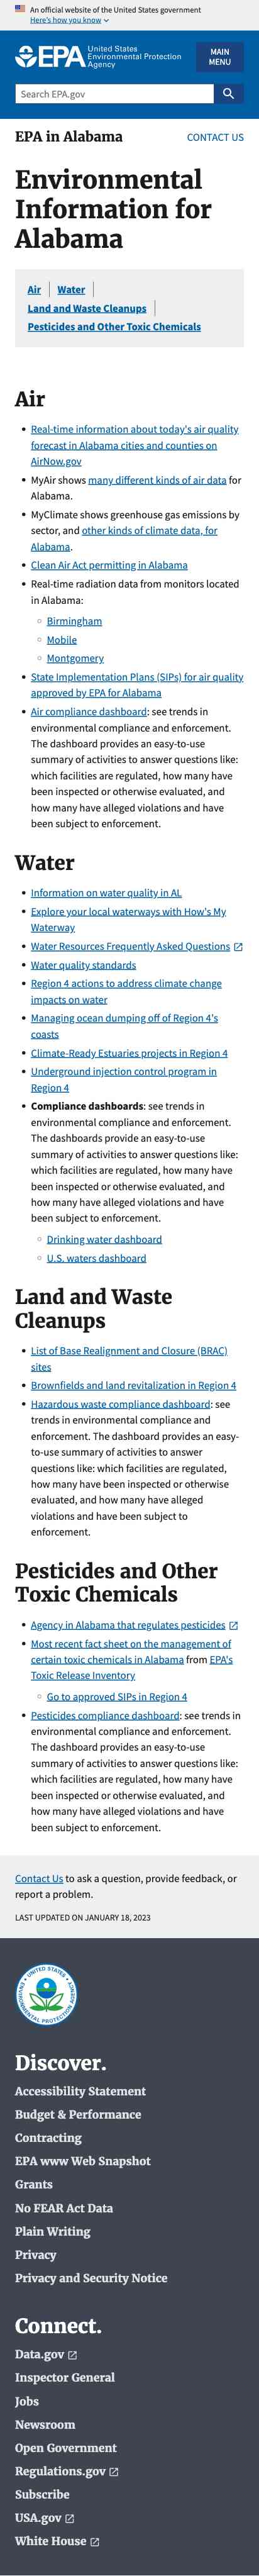 An official website of the United States government
Here's how you know
EPA
United States
Environmental Protection
Agency
MAIN
MENU
Search EPA.gov
EPA in Alabama
CONTACT US
Environmental
Information for
Alabama
Air
Water
Land and Waste Cleanups
Pesticides and Other Toxic Chemicals
Air
Real-time information about today's air quality
forecast in Alabama cities and counties on
AirNow.gov
MyAir shows many different kinds of air data for
Alabama.
MyClimate shows greenhouse gas emissions by
sector, and other kinds of climate data, for
Alabama.
Clean Air Act permitting in Alabama
Real-time radiation data from monitors located
in Alabama:
Birmingham
Mobile
Montgomery
State Implementation Plans (SIPs) for air quality
approved by EPA for Alabama
Air compliance dashboard: see trends in
environmental compliance and enforcement.
The dashboard provides an easy-to-use
summary of activities to answer questions like:
which facilities are regulated, how many have
been inspected or otherwise evaluated, and
how many have alleged violations and have
been subject to enforcement.
Water
Information on water quality in AL
Explore your local waterways with How's My
Waterway
Water Resources Frequently Asked Questions
Water quality standards
Region 4 actions to address climate change
impacts on water
Managing ocean dumping off of Region 4's
coasts
Climate-Ready Estuaries projects in Region 4
Underground injection control program in
Region 4
Compliance dashboards: see trends in
environmental compliance and enforcement.
The dashboards provide an easy-to-use
summary of activities to answer questions like:
which facilities are regulated, how many have
been inspected or otherwise evaluated, and
how many have alleged violations and have
been subject to enforcement.
Drinking water dashboard
U.S. waters dashboard
Land and Waste
Cleanups
List of Base Realignment and Closure (BRAC)
sites
Brownfields and land revitalization in Region 4
Hazardous waste compliance dashboard: see
trends in environmental compliance and
enforcement. The dashboard provides an easy-
to-use summary of activities to answer
questions like: which facilities are regulated,
how many have been inspected or otherwise
evaluated, and how many have alleged
violations and have been subject to
enforcement.
Pesticides and Other
Toxic Chemicals
Agency in Alabama that regulates pesticides
Most recent fact sheet on the management of
certain toxic chemicals in Alabama from EPA's
Toxic Release Inventory
Go to approved SIPs in Region 4
Pesticides compliance dashboard: see trends in
environmental compliance and enforcement.
The dashboard provides an easy-to-use
summary of activities to answer questions like:
which facilities are regulated, how many have
been inspected or otherwise evaluated, and
how many have alleged violations and have
been subject to enforcement.
Contact Us to ask a question, provide feedback, or
report a problem.
LAST UPDATED ON JANUARY 18, 2023
UNITED STATES
ENVIRONMENTAL PROTECTION AGENCY
Discover.
Accessibility Statement
Budget & Performance
Contracting
EPA www Web Snapshot
Grants
No FEAR Act Data
Plain Writing
Privacy
Privacy and Security Notice
Connect.
Data.gov
Inspector General
Jobs
Newsroom
Open Government
Regulations.gov
Subscribe
USA.gov
White House